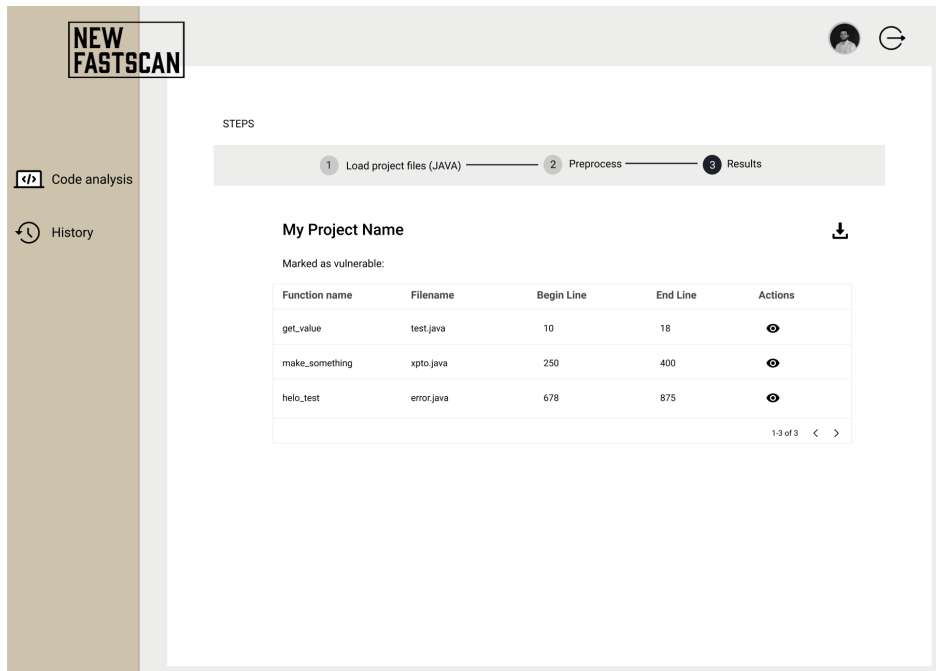 NEW
FASTSCAN
Code analysis
History
STEPS
1 Load project files (JAVA) 2 Preprocess 3 Results
My Project Name
Marked as vulnerable:
Function name Filename Begin Line End Line Actions
get_value test.java 10 18
make_something xpto.java 250 400
helo_test error.java 678 875
1-3 of 3